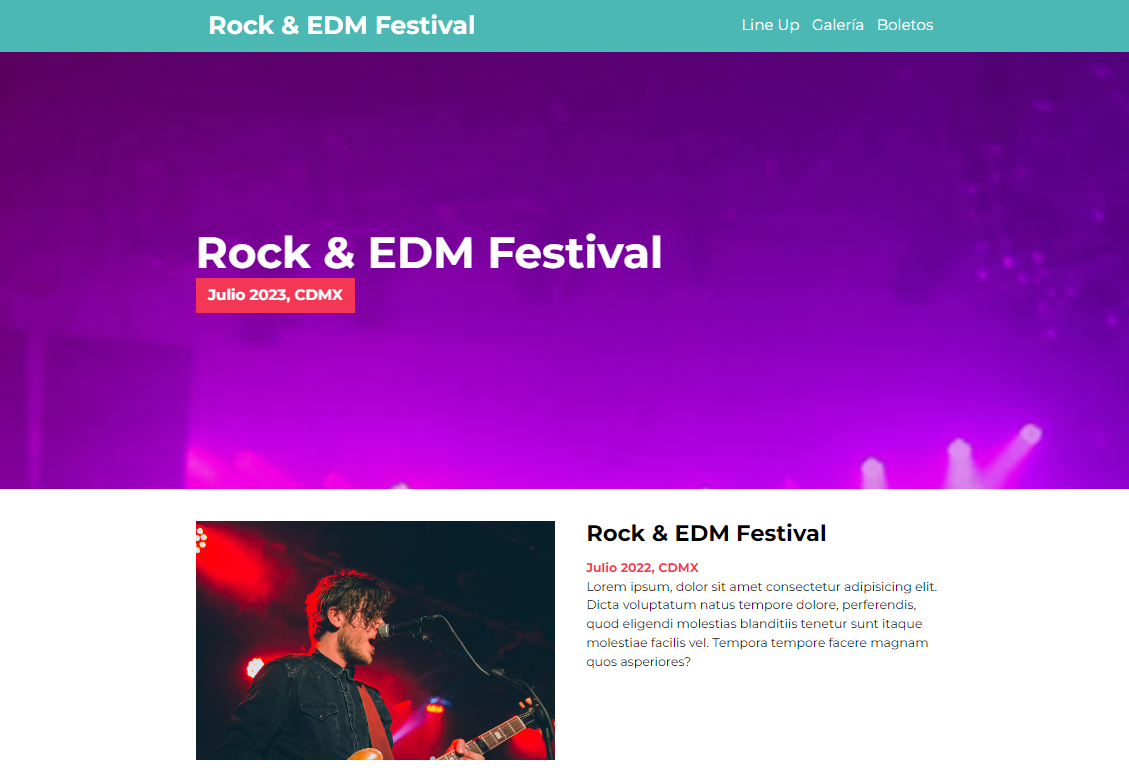 Rock & EDM Festival
Line Up Galería Boletos
Rock & EDM Festival
Julio 2023, CDMX
Rock & EDM Festival
Julio 2022, CDMX
Lorem ipsum, dolor sit amet consectetur adipisicing elit.
Dicta voluptatum natus tempore dolore, perferendis,
quod eligendi molestias blanditiis tenetur sunt itaque
molestiae facilis vel. Tempora tempore facere magnam
quos asperiores?